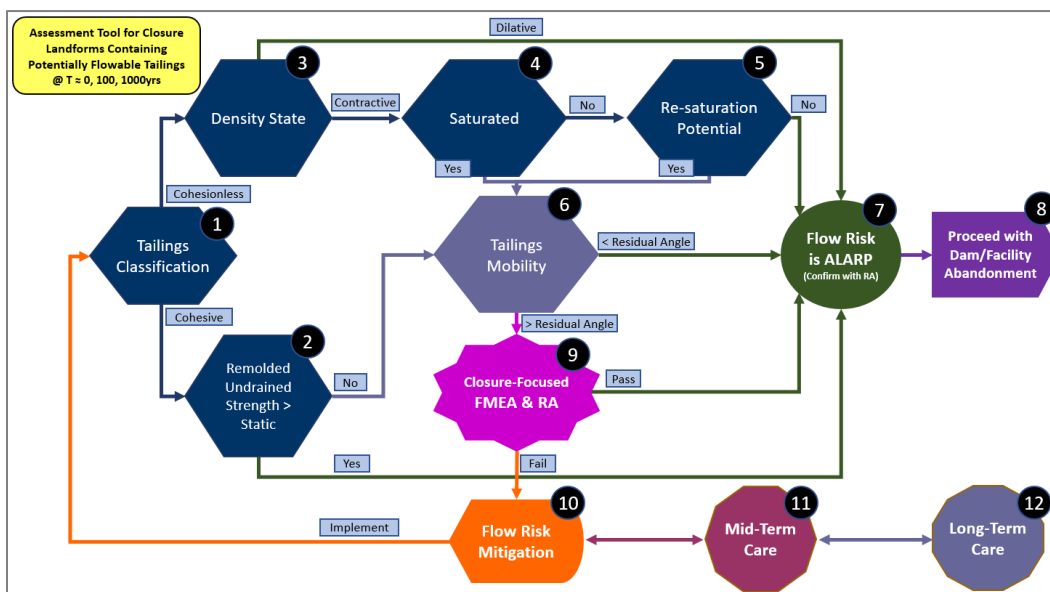 Assessment Tool for Closure
Landforms Containing
Potentially Flowable Tailings
@ T ≈ 0, 100, 1000yrs
Dilative
3
Density State
Contractive
4
Saturated
No
5
Re-saturation
Potential
No
Yes
Yes
Cohesionless
1
Tailings
Classification
Cohesive
6
Tailings
Mobility
< Residual Angle
7
Flow Risk
is ALARP
(Confirm with RA)
8
Proceed with
Dam/Facility
Abandonment
> Residual Angle
2
Remolded
Undrained
Strength >
Static
No
9
Closure-Focused
FMEA & RA
Pass
Yes
Fail
Implement
10
Flow Risk
Mitigation
11
Mid-Term
Care
12
Long-Term
Care